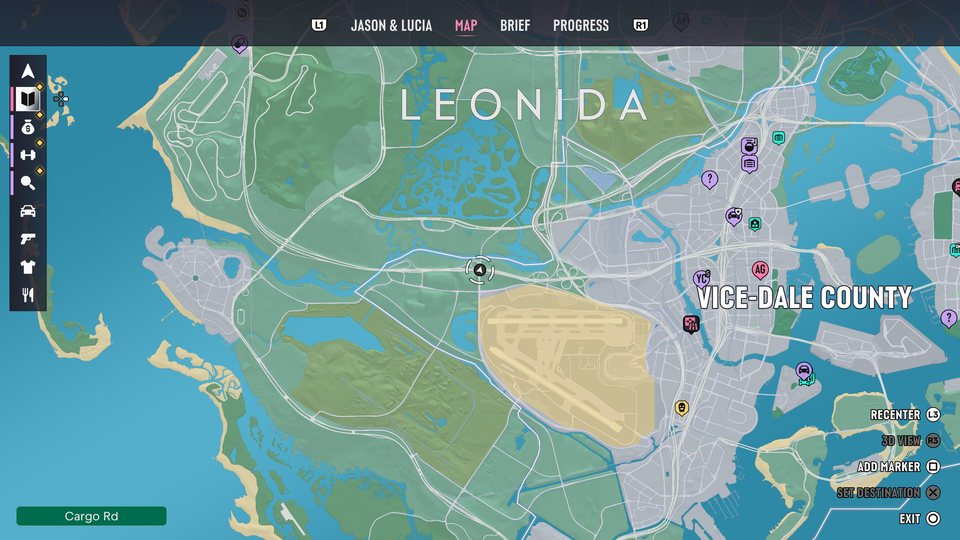 L1 JASON & LUCIA MAP BRIEF PROGRESS R1
LEONIDA
?
AG
YC
VICE-DALE COUNTY
?
RECENTER L3
3D VIEW R3
ADD MARKER
SET DESTINATION
EXIT
Cargo Rd